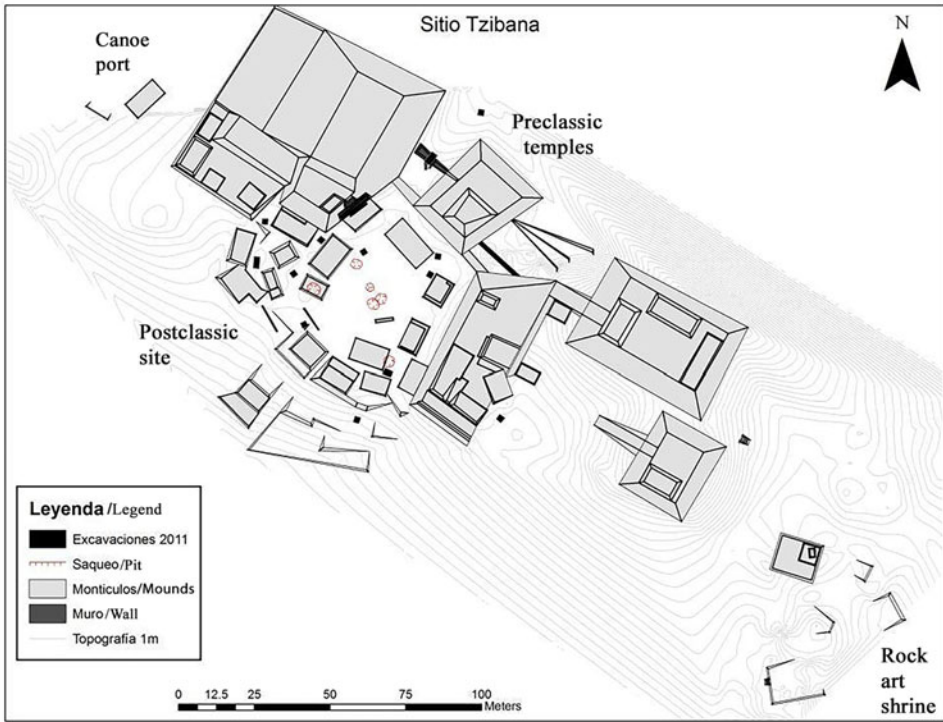 Sitio Tzibana
N
Canoe
port
Preclassic
temples
Postclassic
site
Leyenda/Legend
Excavaciones 2011
Saqueo/Pit
Monticulos/Mounds
Muro/Wall
Topografía 1m
0 12.5 25 50 75 100
Meters
Rock
art
shrine